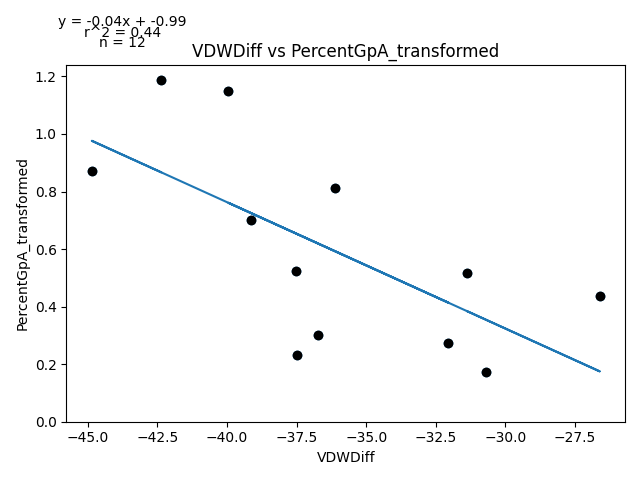 y = -0.04x + -0.99
r^2 = 0.44
n = 12
VDWDiff vs PercentGpA_transformed
PercentGpA_transformed
1.2
1.0
0.8
0.6
0.4
0.2
0.0
−45.0 −42.5 −40.0 −37.5 −35.0 −32.5 −30.0 −27.5
VDWDiff